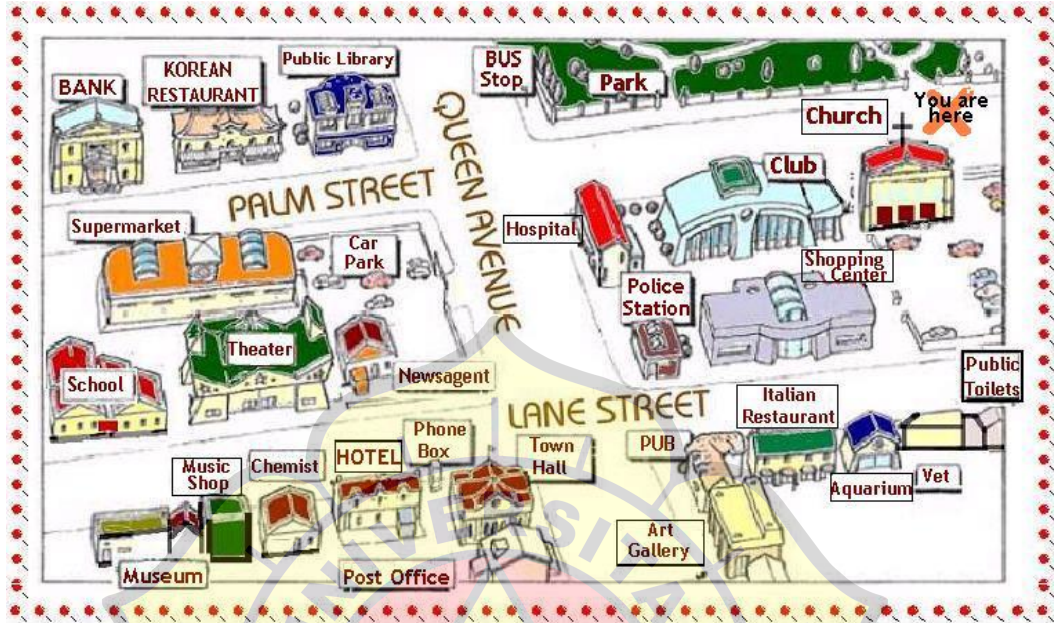 BANK
KOREAN
RESTAURANT
Public Library
BUS
Stop
Park
Church
You are
here
QUEEN AVENUE
PALM STREET
Supermarket
Car
Park
Hospital
Club
Shopping
Center
Police
Station
School
Theater
Newsagent
LANE STREET
Public
Toilets
Italian
Restaurant
PUB
Aquarium
Vet
Music
Shop
Chemist
HOTEL
Phone
Box
Town
Hall
Art
Gallery
Museum
Post Office
UNIVERSITA